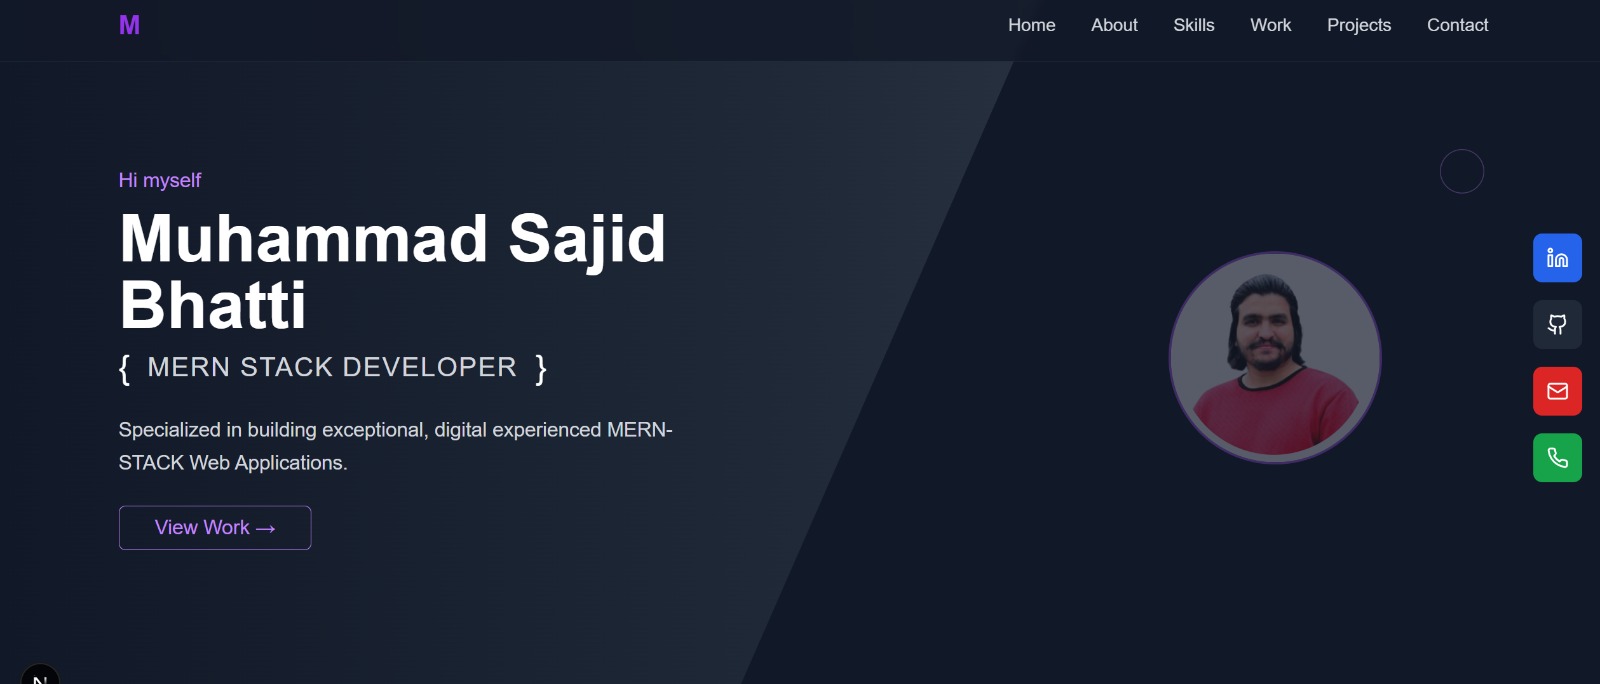 M
Home About Skills Work Projects Contact
Hi myself
Muhammad Sajid
Bhatti
{ MERN STACK DEVELOPER }
Specialized in building exceptional, digital experienced MERN-
STACK Web Applications.
View Work →
in
N